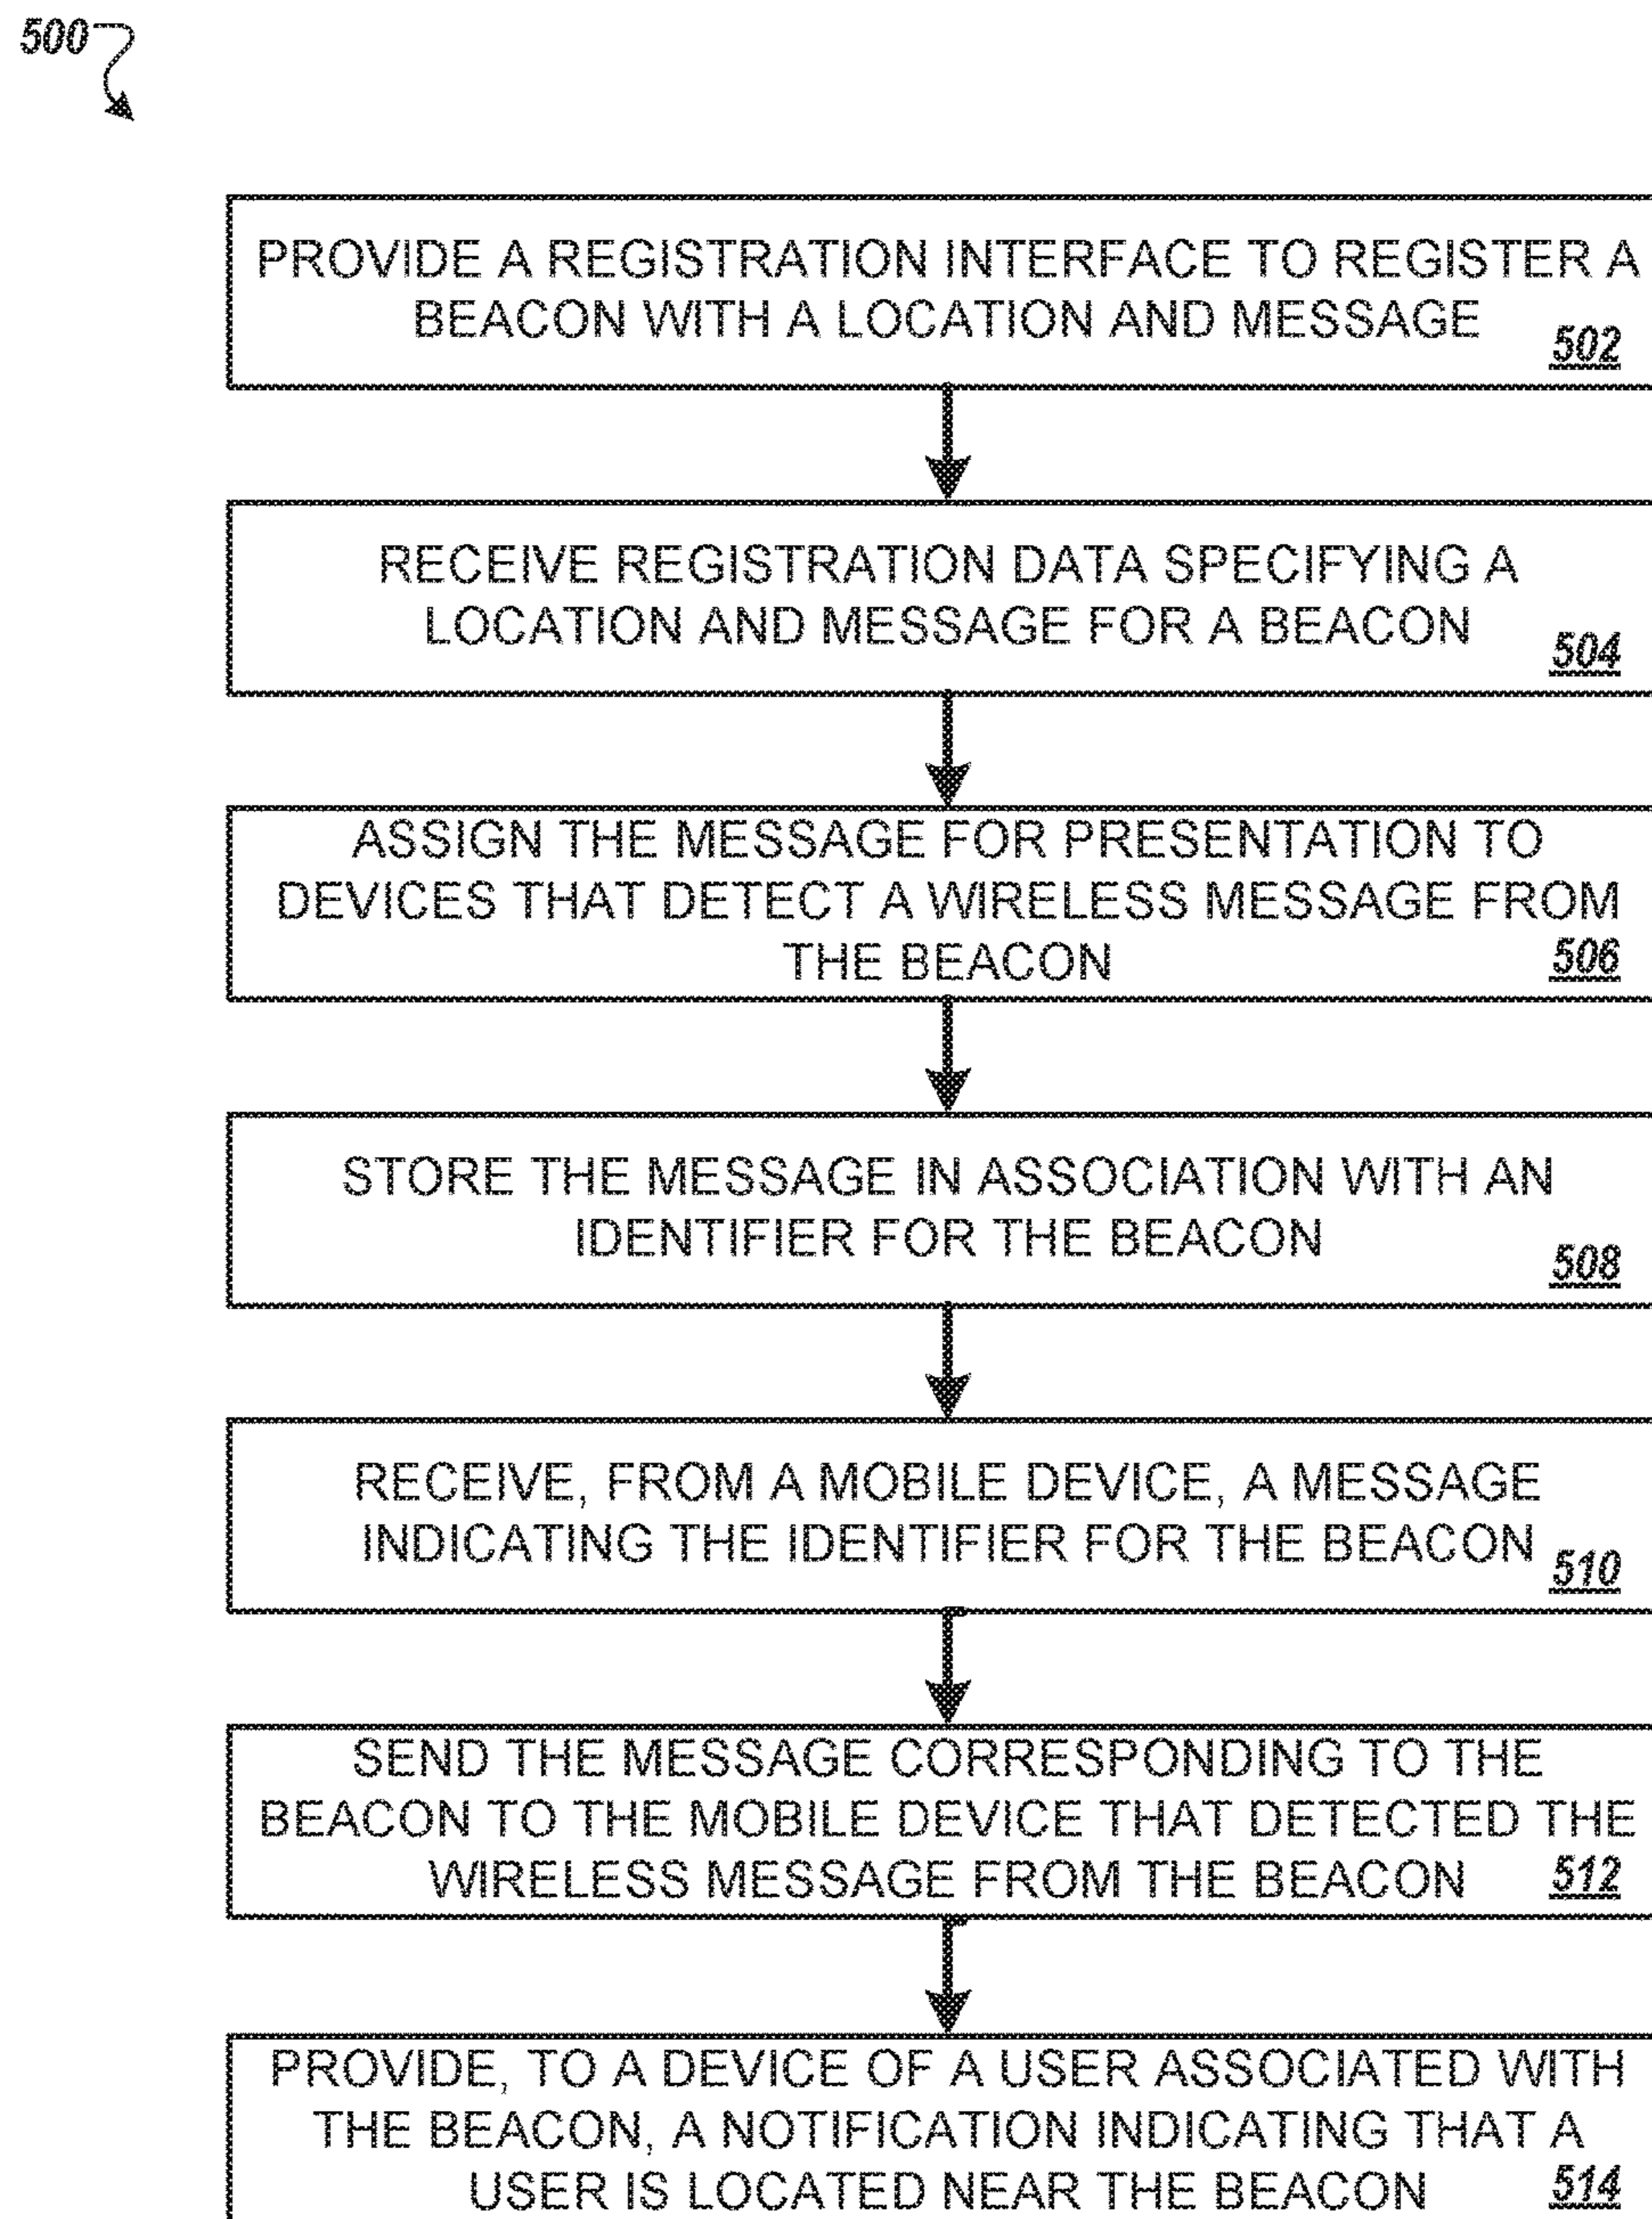 500
PROVIDE A REGISTRATION INTERFACE TO REGISTER A
BEACON WITH A LOCATION AND MESSAGE
502
RECEIVE REGISTRATION DATA SPECIFYING A
LOCATION AND MESSAGE FOR A BEACON
504
ASSIGN THE MESSAGE FOR PRESENTATION TO
DEVICES THAT DETECT A WIRELESS MESSAGE FROM
THE BEACON
506
STORE THE MESSAGE IN ASSOCIATION WITH AN
IDENTIFIER FOR THE BEACON
508
RECEIVE, FROM A MOBILE DEVICE, A MESSAGE
INDICATING THE IDENTIFIER FOR THE BEACON
510
SEND THE MESSAGE CORRESPONDING TO THE
BEACON TO THE MOBILE DEVICE THAT DETECTED THE
WIRELESS MESSAGE FROM THE BEACON
512
PROVIDE, TO A DEVICE OF A USER ASSOCIATED WITH
THE BEACON, A NOTIFICATION INDICATING THAT A
USER IS LOCATED NEAR THE BEACON
514